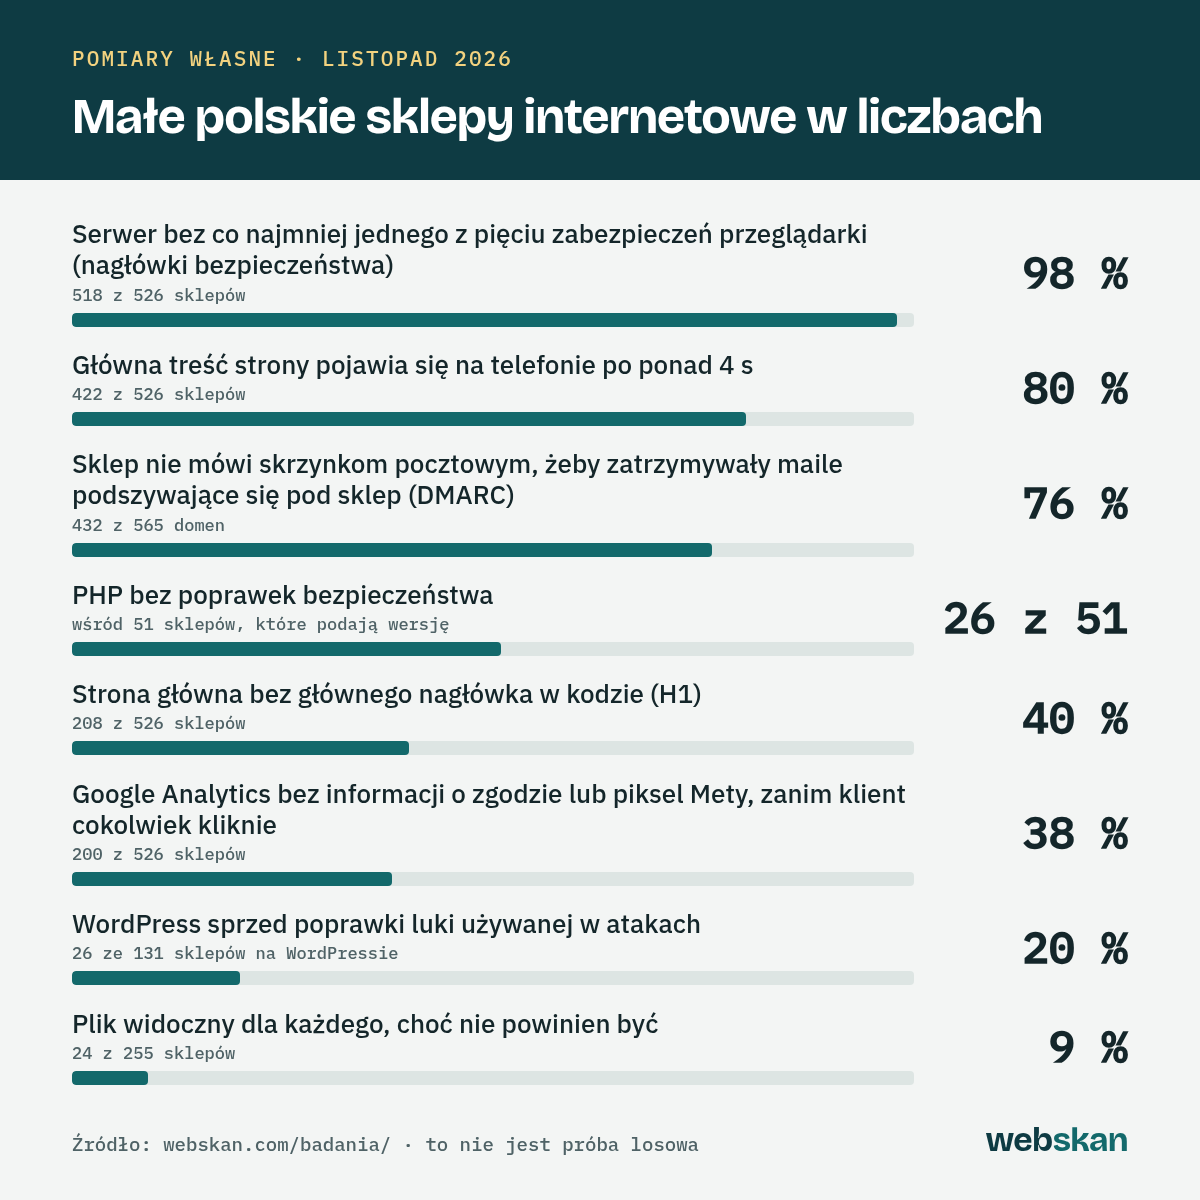 POMIARY WŁASNE · LISTOPAD 2026
Małe polskie sklepy internetowe w liczbach
Serwer bez co najmniej jednego z pięciu zabezpieczeń przeglądarki
(nagłówki bezpieczeństwa)
518 z 526 sklepów
98 %
Główna treść strony pojawia się na telefonie po ponad 4 s
422 z 526 sklepów
80 %
Sklep nie mówi skrzynkom pocztowym, żeby zatrzymywały maile
podszywające się pod sklep (DMARC)
432 z 565 domen
76 %
PHP bez poprawek bezpieczeństwa
wśród 51 sklepów, które podają wersję
26 z 51
Strona główna bez głównego nagłówka w kodzie (H1)
208 z 526 sklepów
40 %
Google Analytics bez informacji o zgodzie lub piksel Mety, zanim klient
cokolwiek kliknie
200 z 526 sklepów
38 %
WordPress sprzed poprawki luki używanej w atakach
26 ze 131 sklepów na WordPressie
20 %
Plik widoczny dla każdego, choć nie powinien być
24 z 255 sklepów
9 %
Źródło: webskan.com/badania/ · to nie jest próba losowa
webskan